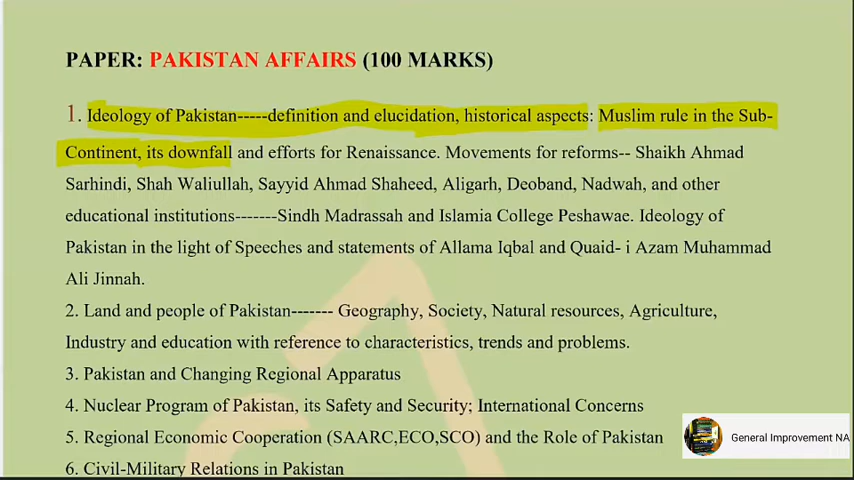 PAPER: PAKISTAN AFFAIRS (100 MARKS)
1. Ideology of Pakistan-----definition and elucidation, historical aspects: Muslim rule in the Sub-
Continent, its downfall and efforts for Renaissance. Movements for reforms-- Shaikh Ahmad
Sarhindi, Shah Waliullah, Sayyid Ahmad Shaheed, Aligarh, Deoband, Nadwah, and other
educational institutions-------Sindh Madrassah and Islamia College Peshawae. Ideology of
Pakistan in the light of Speeches and statements of Allama Iqbal and Quaid- i Azam Muhammad
Ali Jinnah.
2. Land and people of Pakistan------- Geography, Society, Natural resources, Agriculture,
Industry and education with reference to characteristics, trends and problems.
3. Pakistan and Changing Regional Apparatus
4. Nuclear Program of Pakistan, its Safety and Security; International Concerns
5. Regional Economic Cooperation (SAARC,ECO,SCO) and the Role of Pakistan
General Improvement NA
6. Civil-Military Relations in Pakistan